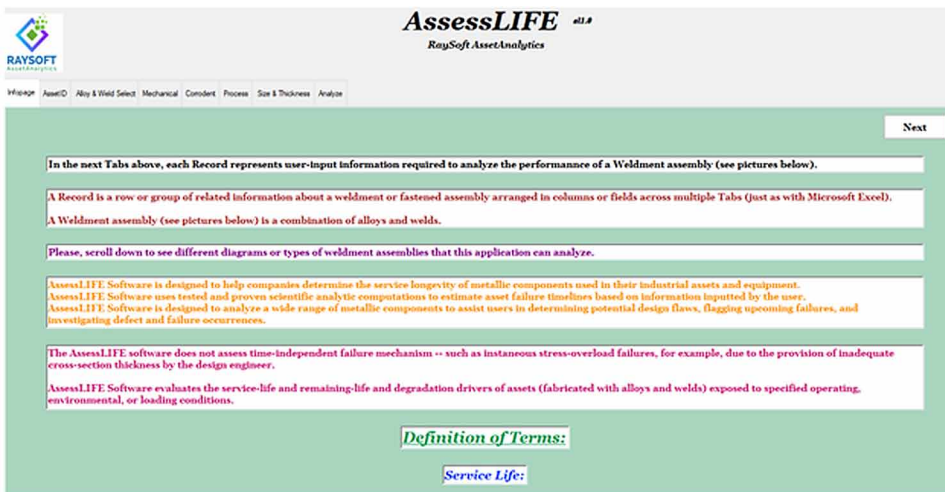 AssessLIFE v11.0
RaySoft AssetAnalytics
RAYSOFT
AssetAnalytics
Infopage AssetID Alloy & Weld Select Mechanical Corrodent Process Size & Thickness Analyze
Next
In the next Tabs above, each Record represents user-input information required to analyze the performannce of a Weldment assembly (see pictures below).
A Record is a row or group of related information about a weldment or fastened assembly arranged in columns or fields across multiple Tabs (just as with Microsoft Excel).
A Weldment assembly (see pictures below) is a combination of alloys and welds.
Please, scroll down to see different diagrams or types of weldment assemblies that this application can analyze.
AssessLIFE Software is designed to help companies determine the service longevity of metallic components used in their industrial assets and equipment.
AssessLIFE Software uses tested and proven scientific analytic computations to estimate asset failure timelines based on information inputted by the user.
AssessLIFE Software is designed to analyze a wide range of metallic components to assist users in determining potential design flaws, flagging upcoming failures, and
investigating defect and failure occurrences.
The AssessLIFE software does not assess time-independent failure mechanism -- such as instaneous stress-overload failures, for example, due to the provision of inadequate
cross-section thickness by the design engineer.
AssessLIFE Software evaluates the service-life and remaining-life and degradation drivers of assets (fabricated with alloys and welds) exposed to specified operating,
environmental, or loading conditions.
Definition of Terms:
Service Life: